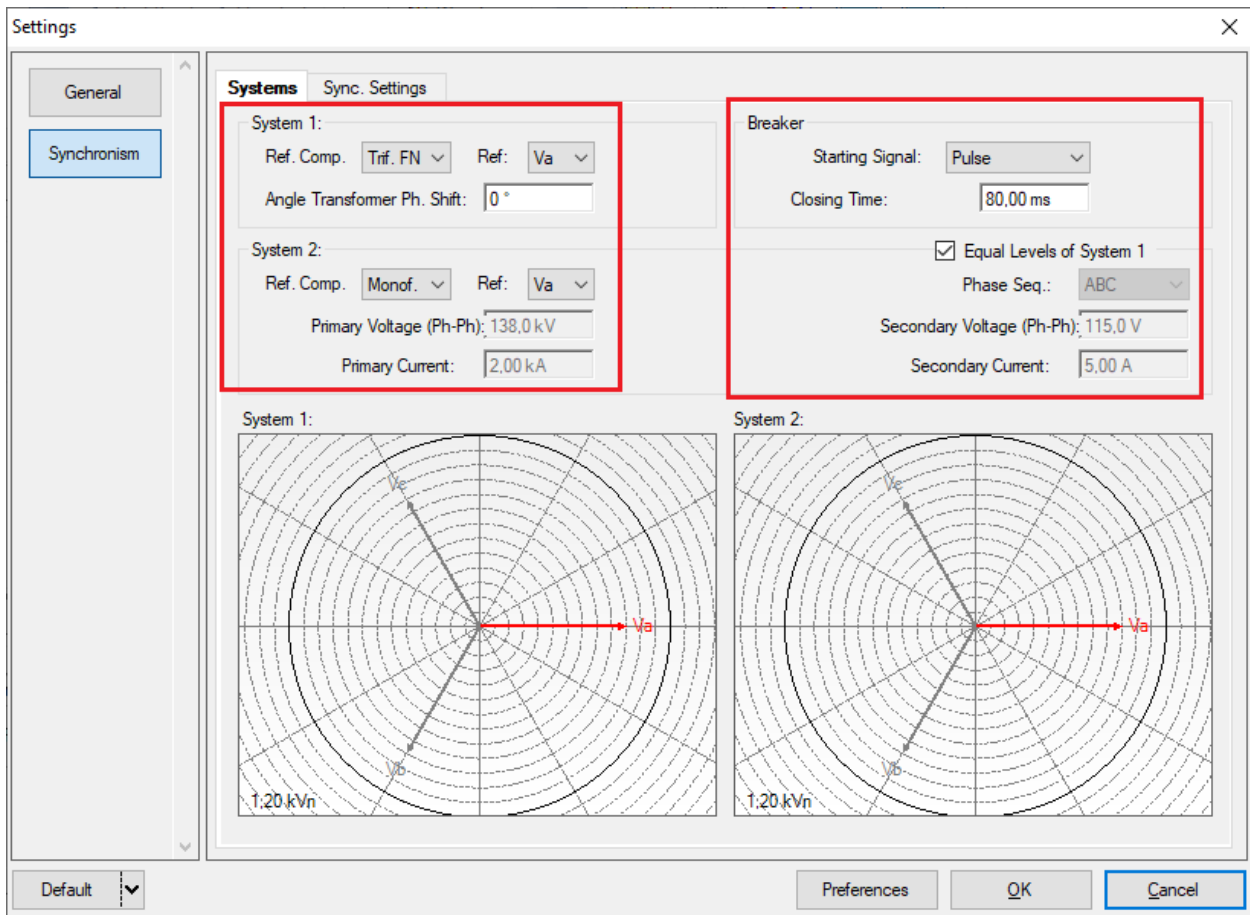 Settings
General
Synchronism
Systems
Sync. Settings
System 1:
Ref. Comp. Trif. FN Ref: Va
Angle Transformer Ph. Shift: 0 °
Breaker
Starting Signal: Pulse
Closing Time: 80,00 ms
System 2:
Ref. Comp. Monof. Ref: Va
Primary Voltage (Ph-Ph): 138,0 kV
Primary Current: 2,00 kA
Equal Levels of System 1
Phase Seq.: ABC
Secondary Voltage (Ph-Ph): 115,0 V
Secondary Current: 5,00 A
System 1:
Vc
Va
Vb
1,20 kVn
System 2:
Vc
Va
Vb
1,20 kVn
Default
Preferences
OK
Cancel